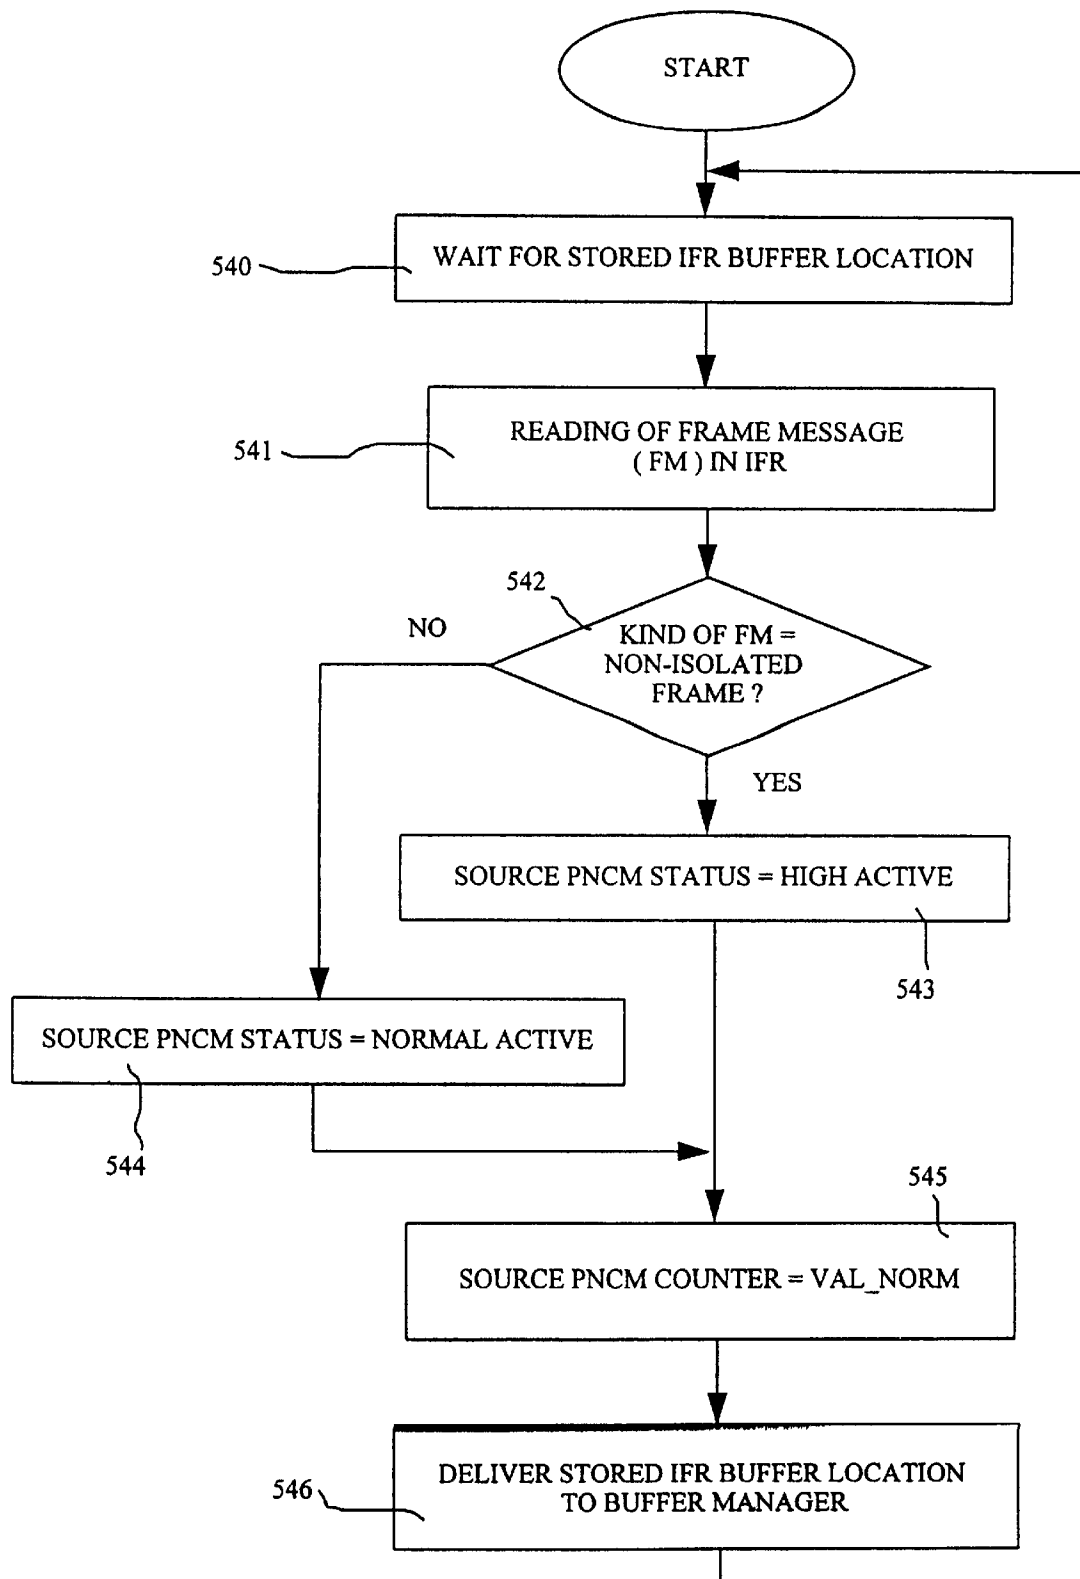 START
WAIT FOR STORED IFR BUFFER LOCATION
540
READING OF FRAME MESSAGE
( FM ) IN IFR
541
542
NO
KIND OF FM =
NON-ISOLATED
FRAME ?
YES
SOURCE PNCM STATUS = HIGH ACTIVE
543
SOURCE PNCM STATUS = NORMAL ACTIVE
544
545
SOURCE PNCM COUNTER = VAL_NORM
DELIVER STORED IFR BUFFER LOCATION
TO BUFFER MANAGER
546